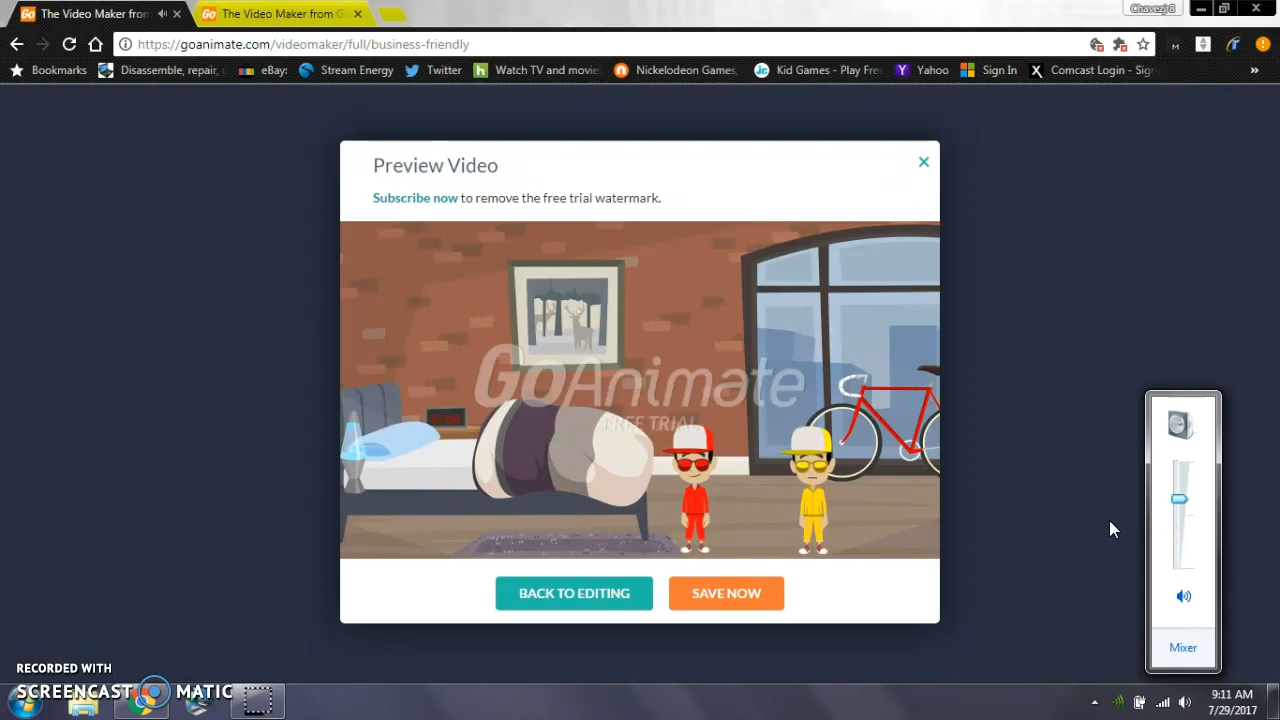 The Video Maker from
The Video Maker from G
Chavezj8
https://goanimate.com/videomaker/full/business-friendly
Bookmarks
Disassemble, repair,
eBay:
Stream Energy
Twitter
Watch TV and movie
Nickelodeon Games,
Kid Games - Play Fre
Yahoo
Sign In
Comcast Login - Sig
Preview Video
Subscribe now to remove the free trial watermark.
GoAnimate
FREE TRIAL
BACK TO EDITING
SAVE NOW
Mixer
RECORDED WITH
SCREENCAST MATIC
9:11 AM
7/29/2017